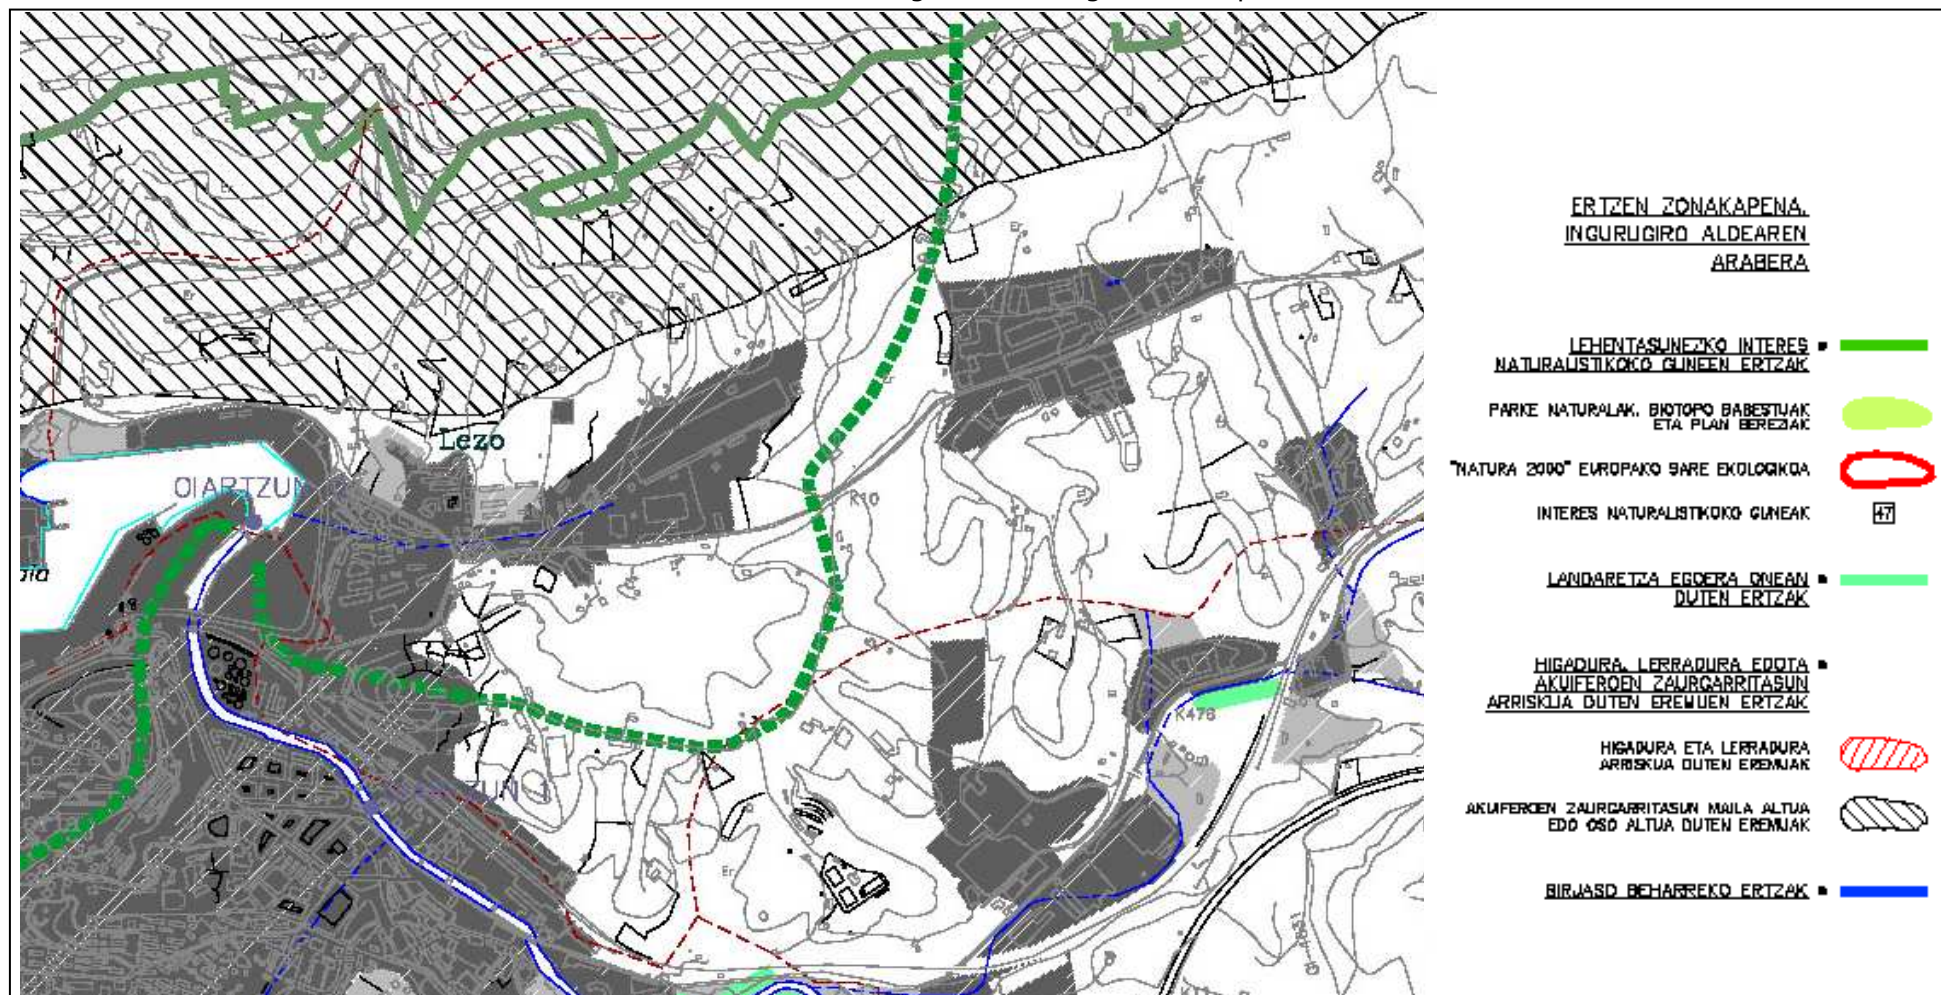 ERTZEN ZONAKAPENA.
INGURUGIRO ALDEAREN
ARABERA
LEHENTASUNEZKO INTERES
NATURALISTIKOKO GUNEEN ERTZAK
PARKE NATURALAK, BIOTOPO BABESTUAK
ETA PLAN BEREZIAK
"NATURA 2000" EUROPAKO SARE EKOLOGIKOA
INTERES NATURALISTIKOKO GUNEAK
47
LANDARETZA EGOERA ONEAN
DUTEN ERTZAK
HIGADURA, LERRADURA EDOTA
AKUIFEROEN ZAURGARRITASUN
ARRISKUA DUTEN EREMUEN ERTZAK
HIGADURA ETA LERRADURA
ARRISKUA DUTEN EREMUAK
AKUIFEROEN ZAURGARRITASUN MAILA ALTUA
EDO OSO ALTUA DUTEN EREMUAK
BIRJASO BEHARREKO ERTZAK
K13
Lezo
OIARTZUN
K10
K476
Er